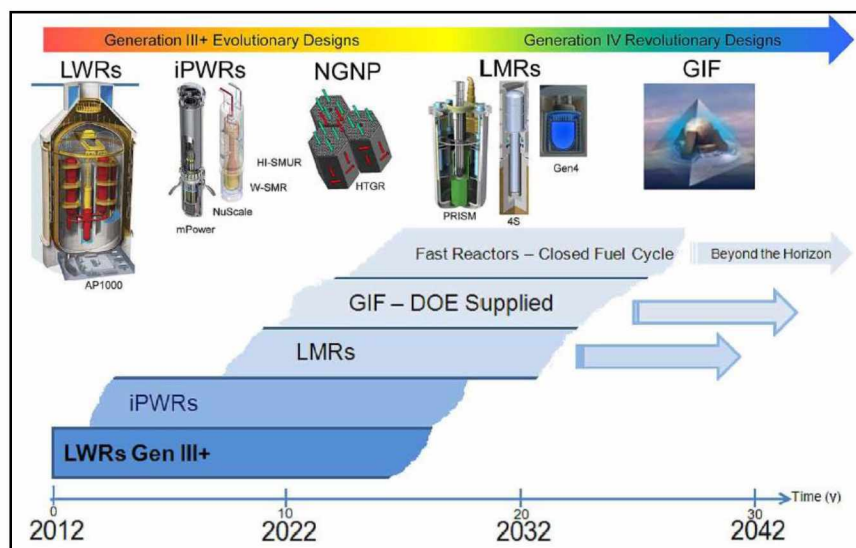 Generation III+ Evolutionary Designs
Generation IV Revolutionary Designs
LWRs
iPWRs
NGNP
LMRs
GIF
HI-SMUR
W-SMR
NuScale
mPower
AP1000
HTGR
PRISM
4S
Gen4
Fast Reactors – Closed Fuel Cycle
Beyond the Horizon
GIF – DOE Supplied
LMRs
iPWRs
LWRs Gen III+
0
10
20
30
Time (y)
2012
2022
2032
2042